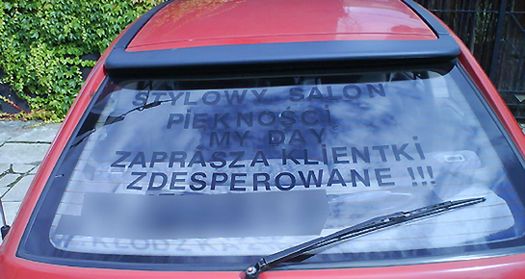 STYLOWY SALON
PIĘKNOŚCI
MY DAY
ZAPRASZA KLIENTKI
ZDESPEROWANE !!!